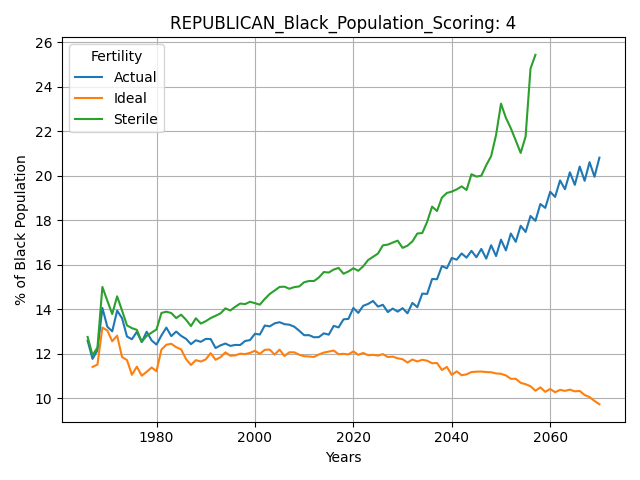 REPUBLICAN_Black_Population_Scoring: 4
26
24
22
20
18
16
14
12
10
% of Black Population
Fertility
Actual
Ideal
Sterile
1980
2000
2020
2040
2060
Years